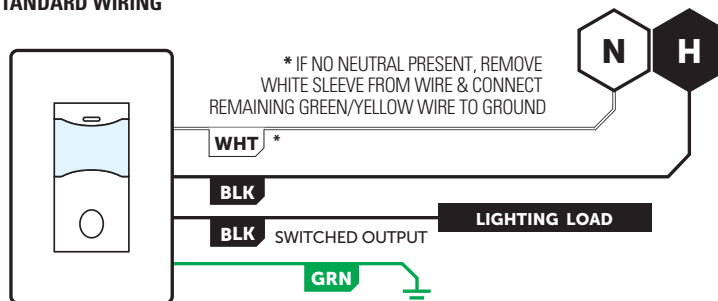 TANDARD WIRING
N
H
* IF NO NEUTRAL PRESENT, REMOVE
WHITE SLEEVE FROM WIRE & CONNECT
REMAINING GREEN/YELLOW WIRE TO GROUND
WHT *
BLK
BLK SWITCHED OUTPUT
LIGHTING LOAD
GRN